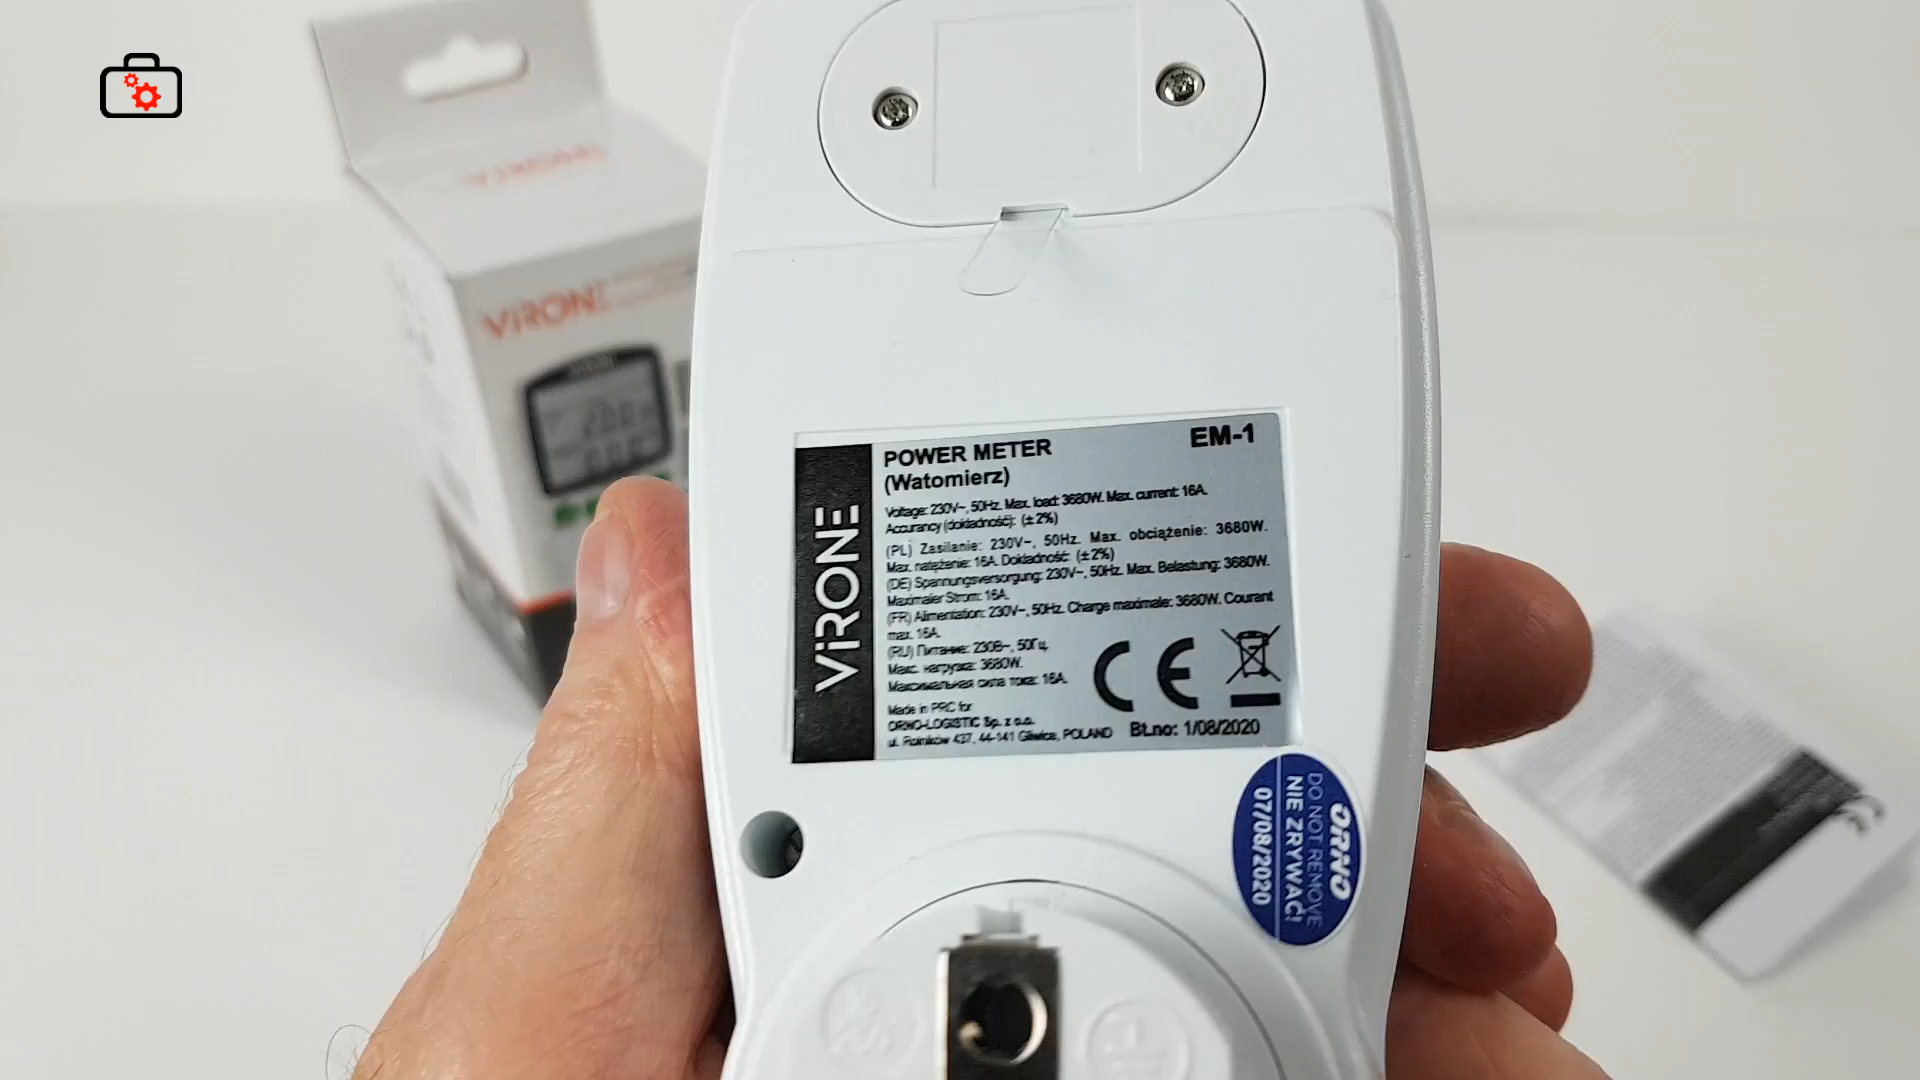 VIRONE
VIRONE
POWER METER
EM-1
(Watomierz)
Voltage: 230V~, 50Hz. Max. load: 3680W. Max. current: 16A.
Accurancy (dokładność): (±2%)
(PL) Zasilanie: 230V~, 50Hz. Max. obciążenie: 3680W.
Max. natężenie: 16A. Dokładność: (±2%)
(DE) Spannungsversorgung: 230V~, 50Hz. Max. Belastung: 3680W.
Maximaler Strom: 16A.
(FR) Alimentation: 230V~, 50Hz. Charge maximale: 3680W. Courant
max. 16A.
(RU) Питание: 230В~, 50Гц.
Макс. нагрузка: 3680W.
Максимальная сила тока: 16A.
Made in PRC for
ORNO-LOGISTIC Sp. z o.o.
ul. Rolników 437, 44-141 Gliwice, POLAND
Bt.no: 1/08/2020
CE
VIRONE
ORNO
DO NOT REMOVE
NIE ZRYWAĆ!
07/08/2020